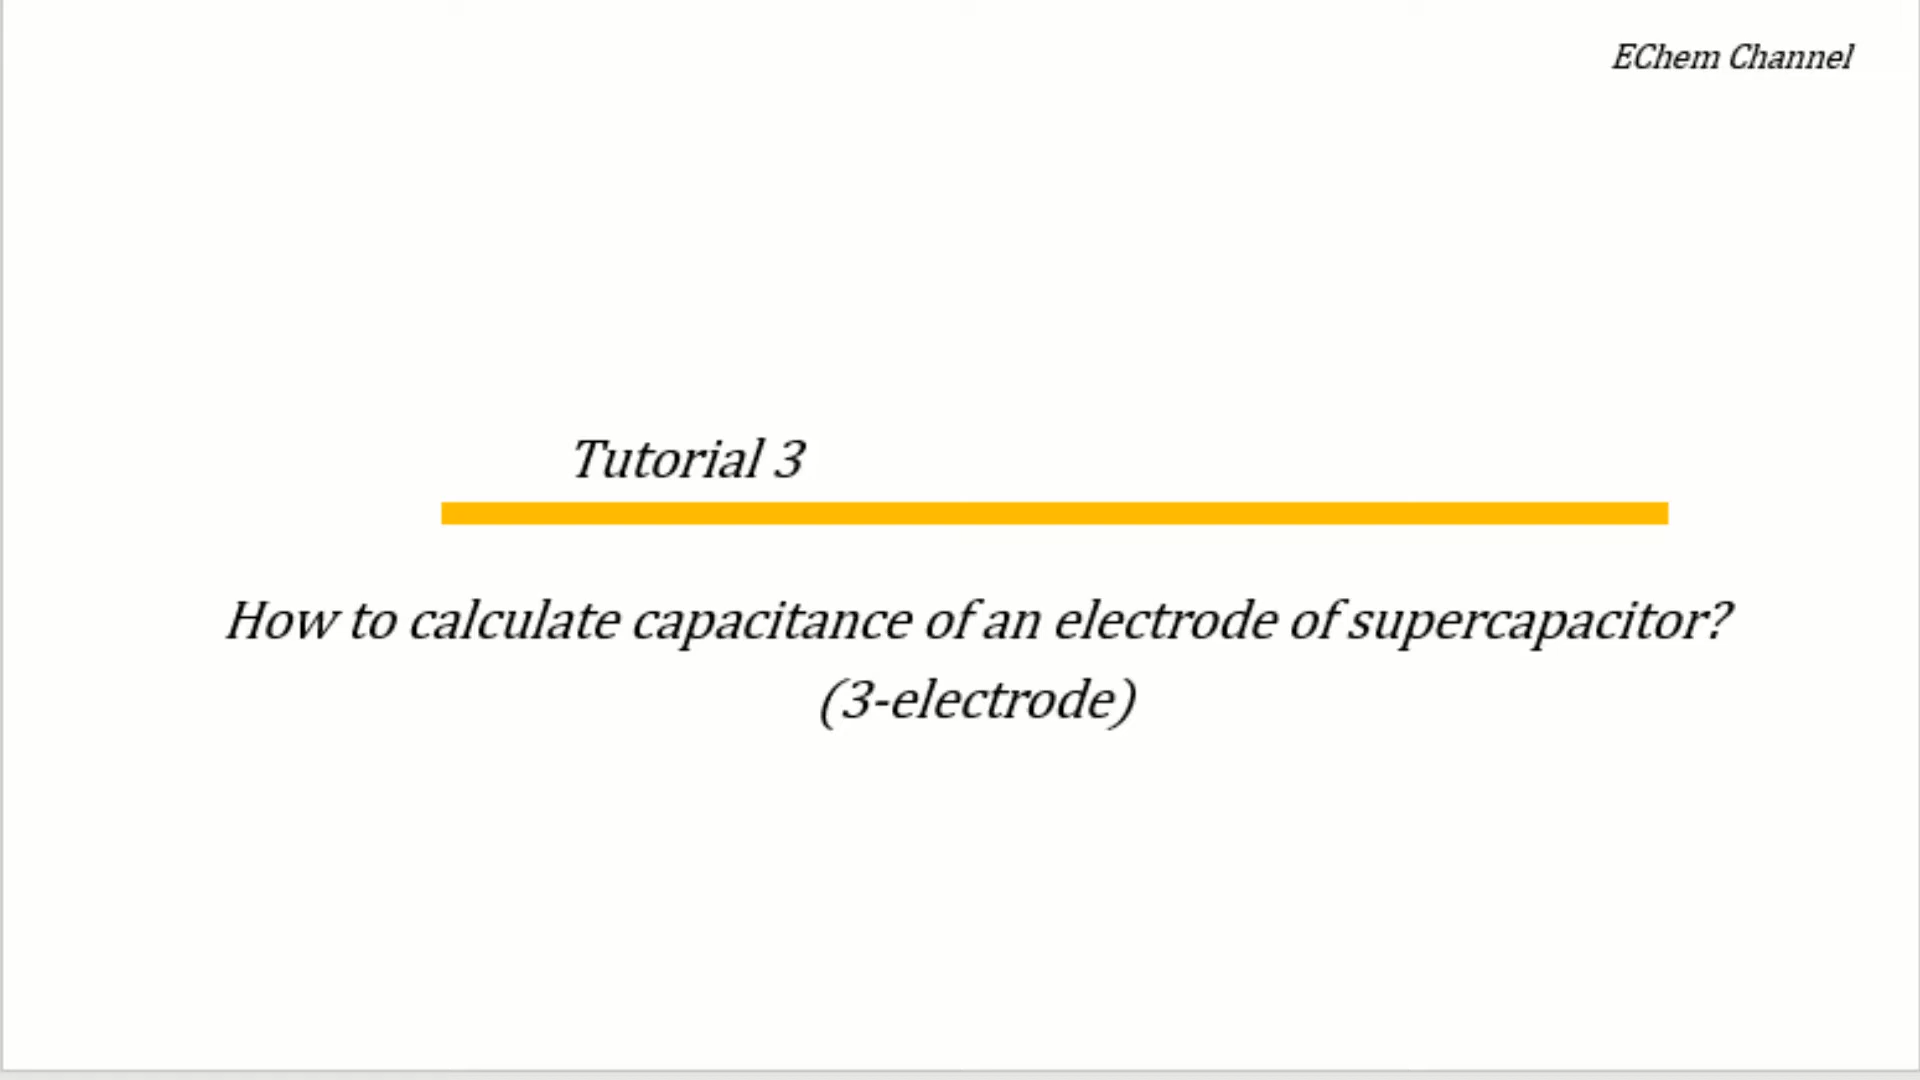 EChem Channel
Tutorial 3
How to calculate capacitance of an electrode of supercapacitor?
(3-electrode)